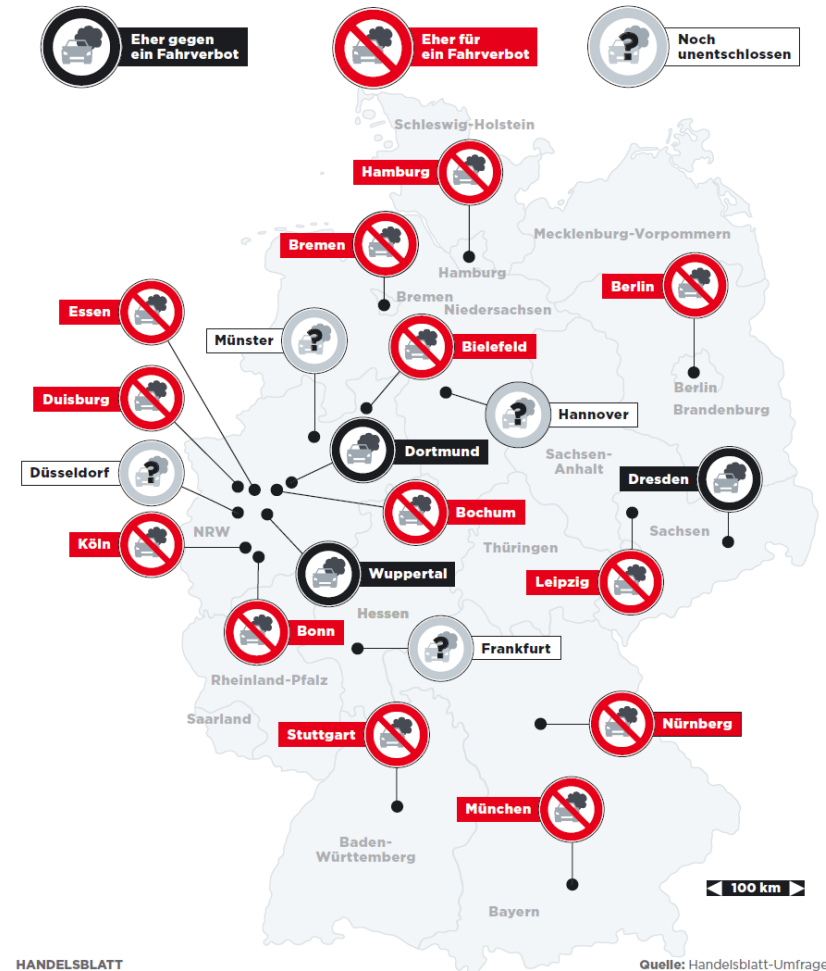 Eher gegen
ein Fahrverbot
Eher für
ein Fahrverbot
?
Noch
unentschlossen
Schleswig-Holstein
Hamburg
Mecklenburg-Vorpommern
Bremen
Hamburg
Berlin
Bremen
Niedersachsen
Essen
Münster
?
Bielefeld
Berlin
Brandenburg
Duisburg
?
Hannover
Dortmund
Sachsen-
Anhalt
Düsseldorf
?
Dresden
Bochum
NRW
Sachsen
Köln
Thüringen
Wuppertal
Leipzig
Hessen
Bonn
?
Frankfurt
Rheinland-Pfalz
Saarland
Stuttgart
Nürnberg
München
Baden-
Württemberg
100 km
Bayern
HANDELSBLATT
Quelle: Handelsblatt-Umfrage